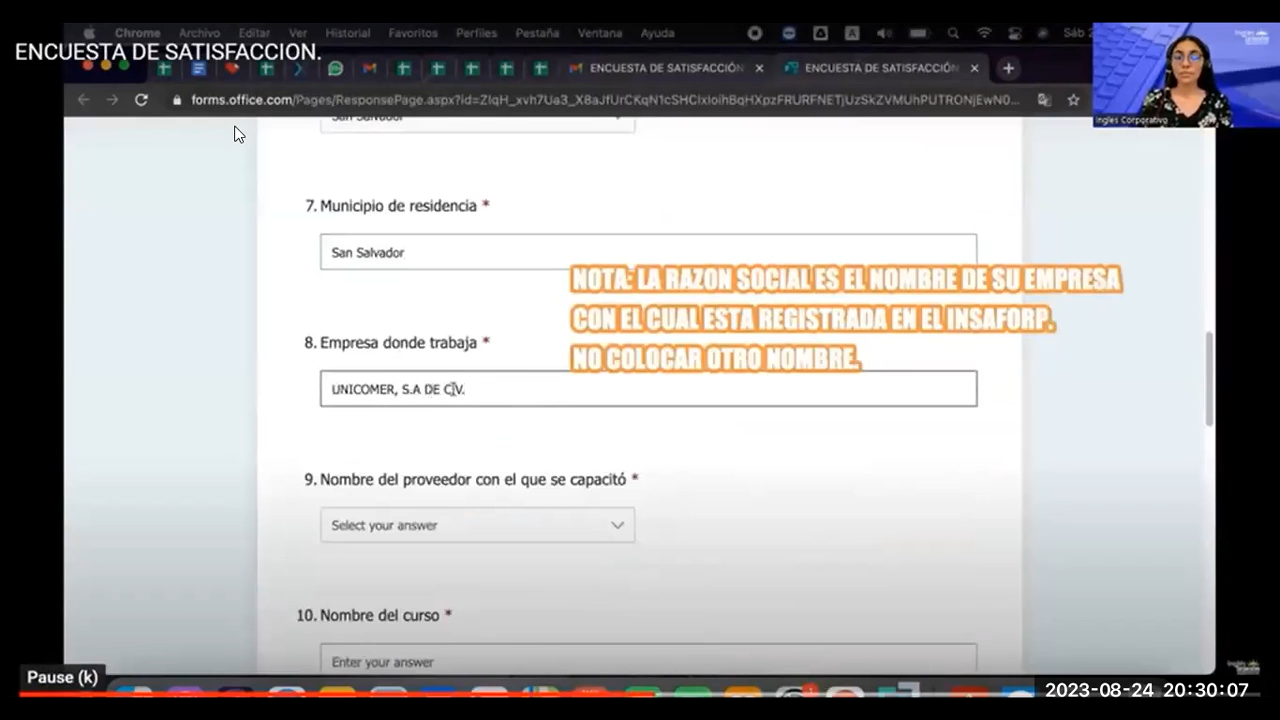 Chrome Archivo Editar Ver Historial Favoritos Perfiles Pestaña Ventana Ayuda Sáb 2
ENCUESTA DE SATISFACCION.
ENCUESTA DE SATISFACCIÓN ENCUESTA DE SATISFACCIÓN
forms.office.com/Pages/ResponsePage.aspx?id=
Ingles Corporativo
San Salvador
7. Municipio de residencia *
San Salvador
NOTA: LA RAZON SOCIAL ES EL NOMBRE DE SU EMPRESA
CON EL CUAL ESTA REGISTRADA EN EL INSAFORP.
NO COLOCAR OTRO NOMBRE.
8. Empresa donde trabaja *
UNICOMER, S.A DE C.V.
9. Nombre del proveedor con el que se capacitó *
Select your answer
10. Nombre del curso *
Enter your answer
Pause (k)
2023-08-24 20:30:07